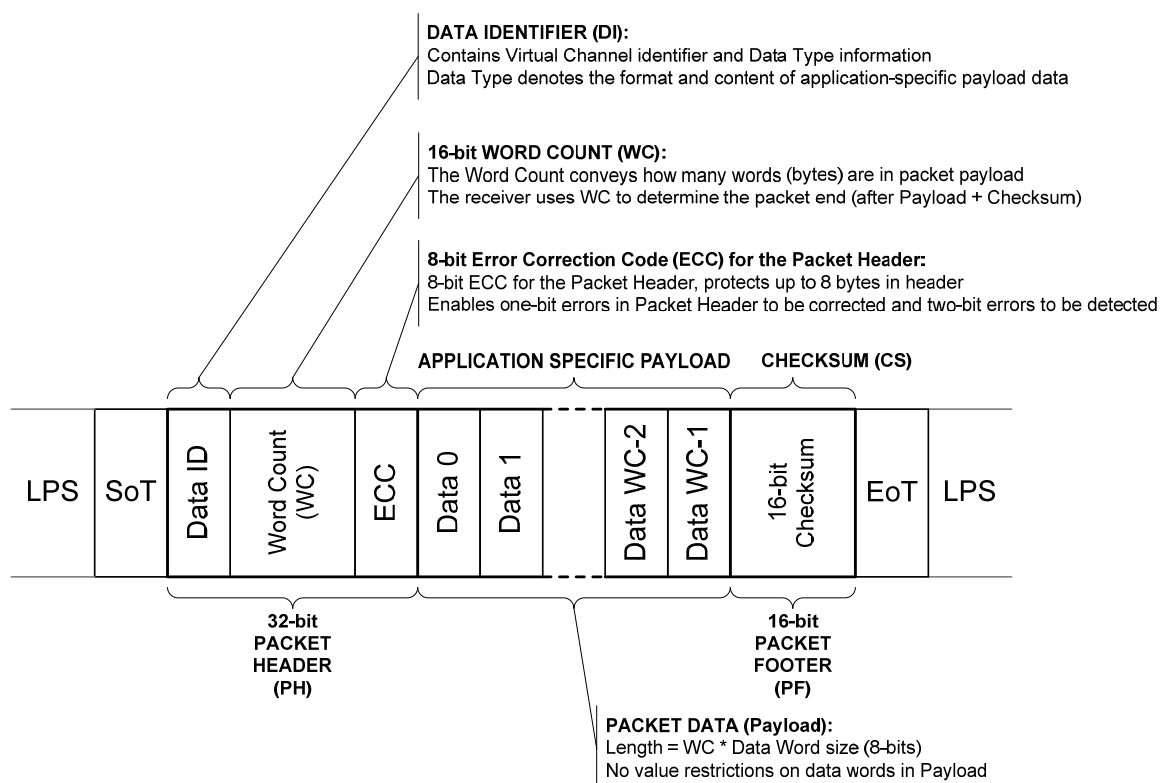 DATA IDENTIFIER (DI):
Contains Virtual Channel identifier and Data Type information
Data Type denotes the format and content of application-specific payload data
16-bit WORD COUNT (WC):
The Word Count conveys how many words (bytes) are in packet payload
The receiver uses WC to determine the packet end (after Payload + Checksum)
8-bit Error Correction Code (ECC) for the Packet Header:
8-bit ECC for the Packet Header, protects up to 8 bytes in header
Enables one-bit errors in Packet Header to be corrected and two-bit errors to be detected
APPLICATION SPECIFIC PAYLOAD
CHECKSUM (CS)
LPS
SoT
Data ID
Word Count
(WC)
ECC
Data 0
Data 1
Data WC-2
Data WC-1
16-bit
Checksum
EoT
LPS
32-bit
PACKET
HEADER
(PH)
16-bit
PACKET
FOOTER
(PF)
PACKET DATA (Payload):
Length = WC * Data Word size (8-bits)
No value restrictions on data words in Payload